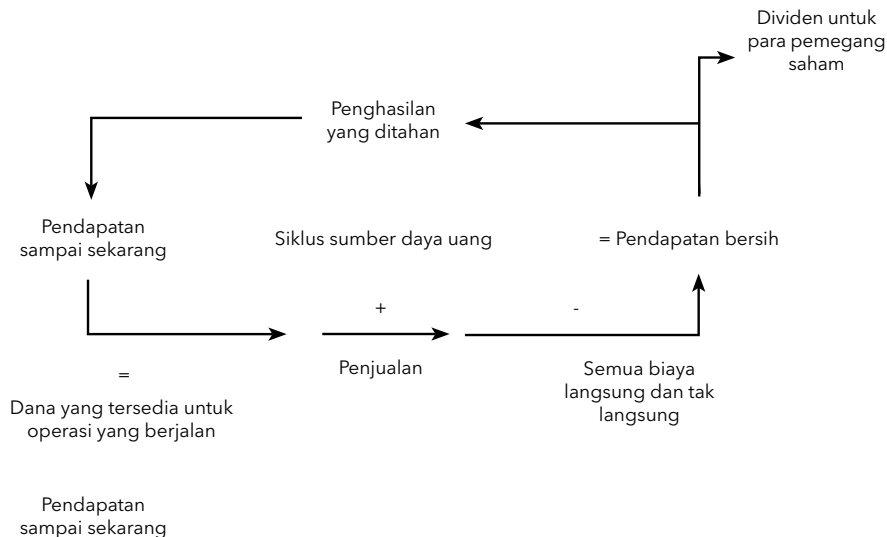 Dividen untuk
para pemegang
saham
Penghasilan
yang ditahan
Pendapatan
sampai sekarang
Siklus sumber daya uang
= Pendapatan bersih
+
-
Penjualan
Semua biaya
langsung dan tak
langsung
=
Dana yang tersedia untuk
operasi yang berjalan
Pendapatan
sampai sekarang